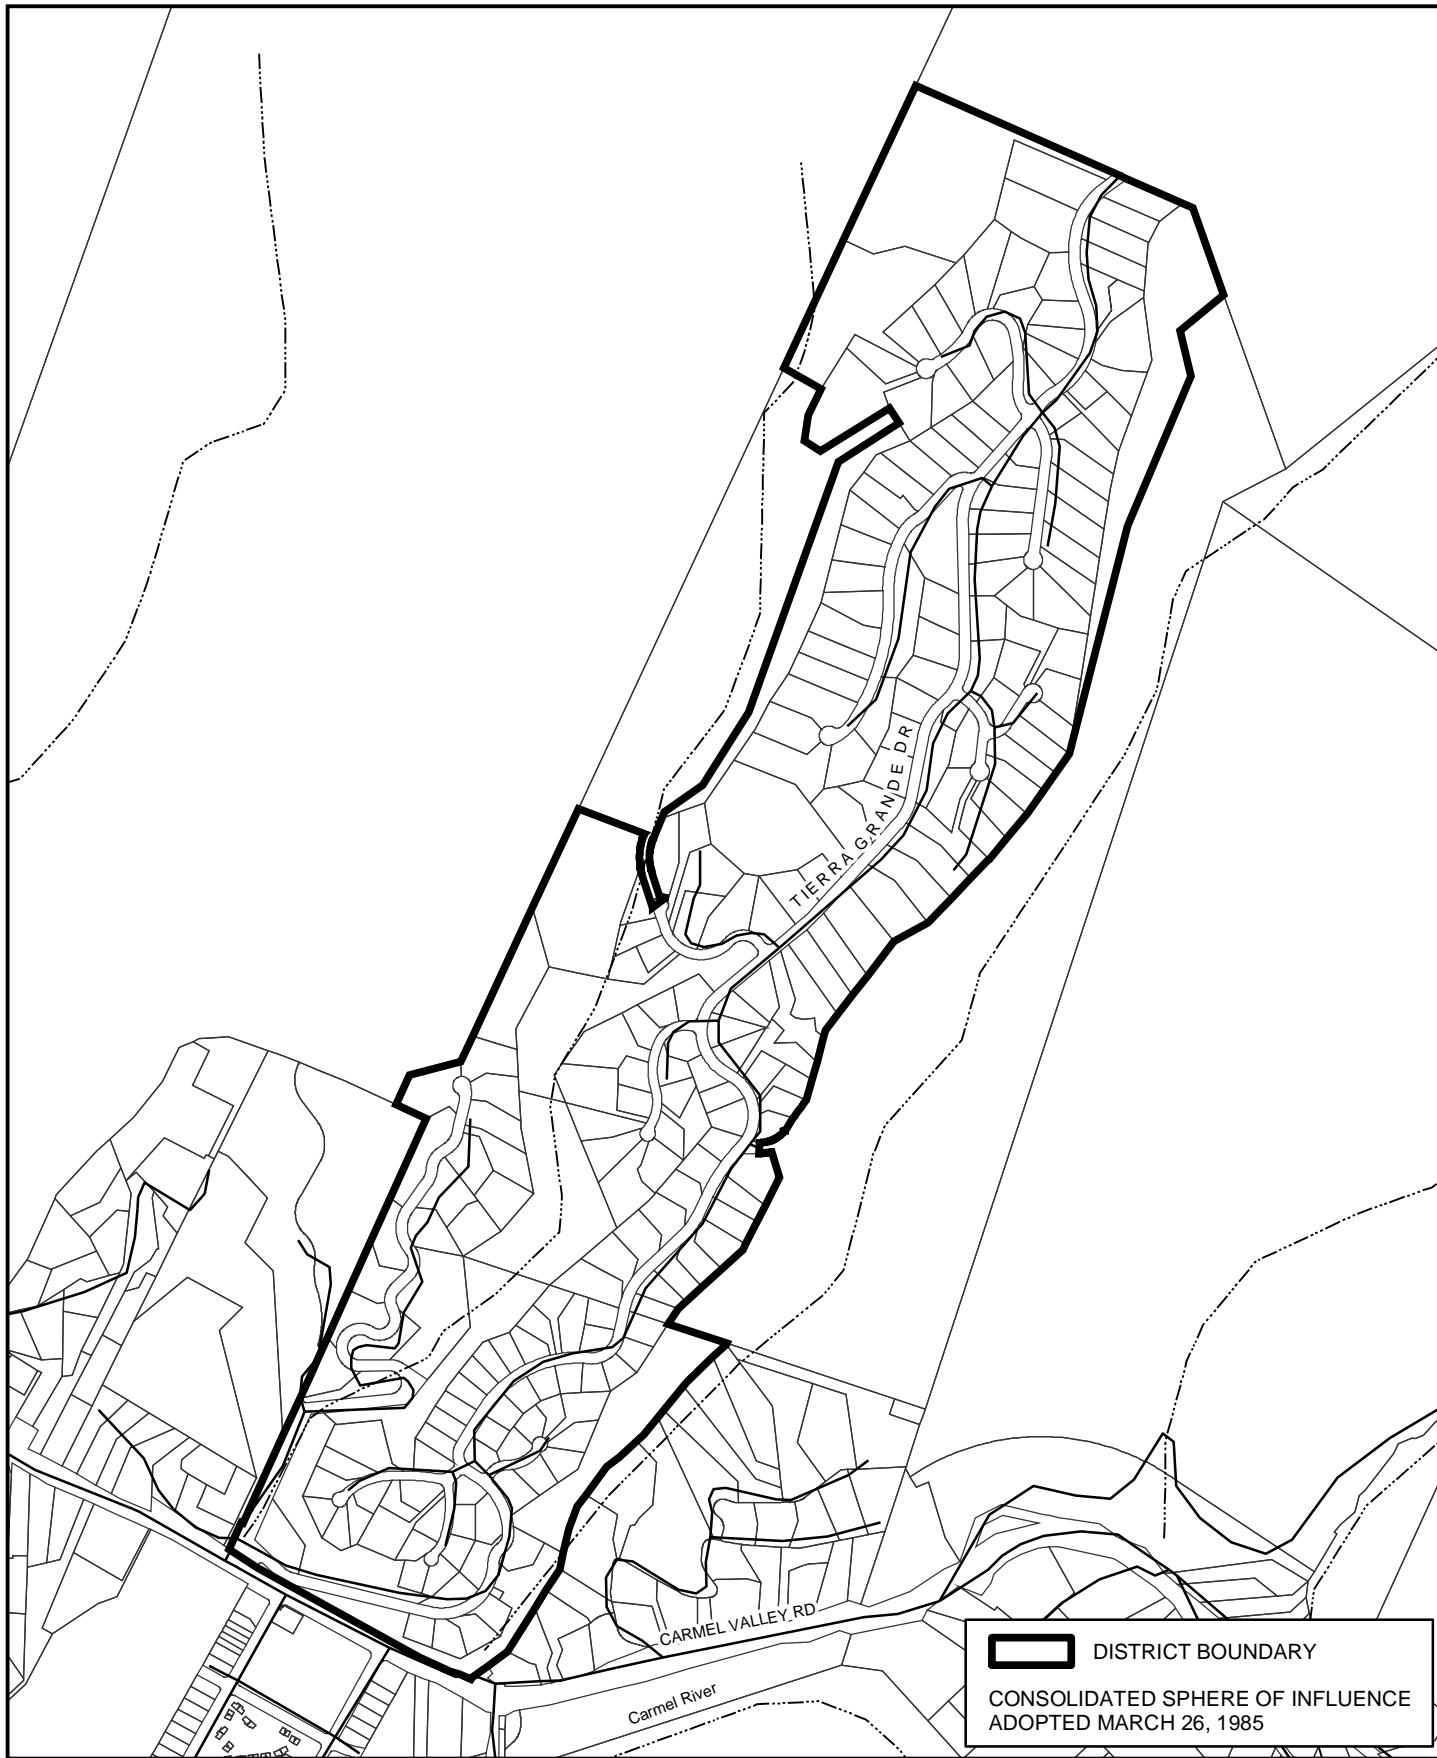 TIERRA GRANDE DR
CARMEL VALLEY RD
Carmel River
DISTRICT BOUNDARY
CONSOLIDATED SPHERE OF INFLUENCE
ADOPTED MARCH 26, 1985